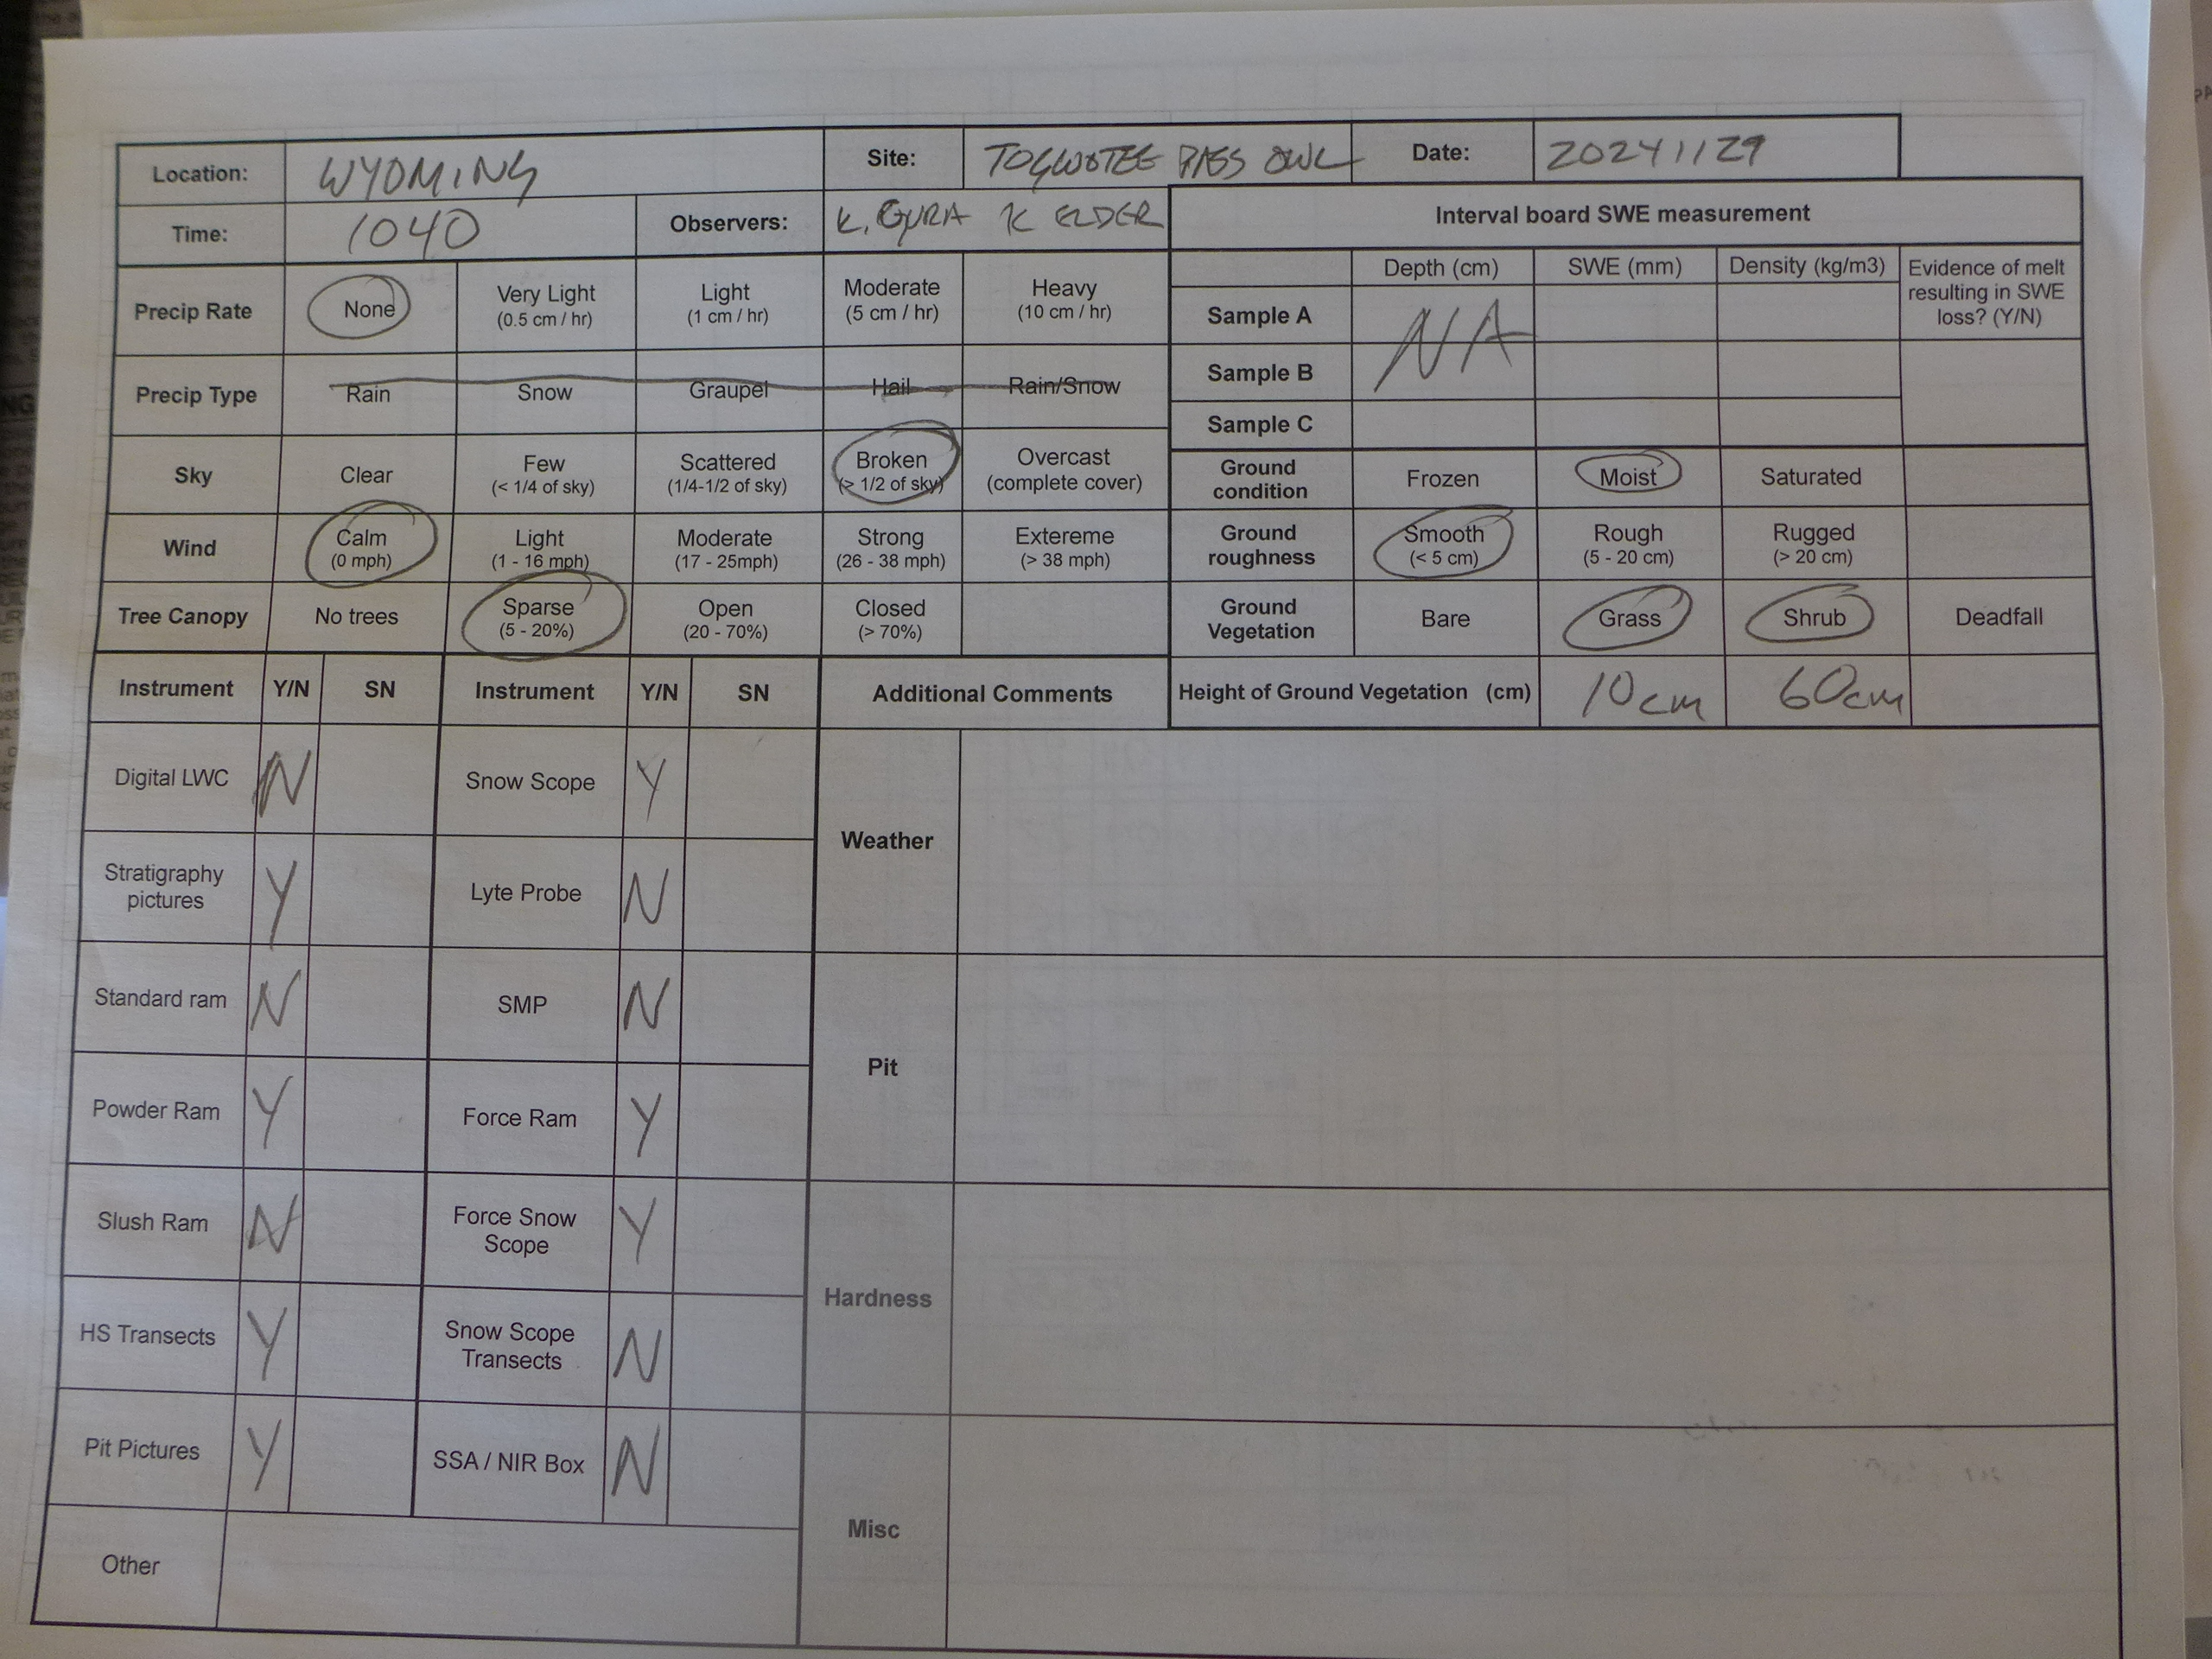 Location: WYOMING Site: TOGWOTEE PASS OWL Date: 20241129
Time: 1040 Observers: K. GURA K ELDER Interval board SWE measurement
Depth (cm) SWE (mm) Density (kg/m3) Evidence of melt resulting in SWE loss? (Y/N)
Precip Rate None Very Light (0.5 cm / hr) Light (1 cm / hr) Moderate (5 cm / hr) Heavy (10 cm / hr) Sample A NA
Precip Type Rain Snow Graupel Hail Rain/Snow Sample B
Sample C
Sky Clear Few (< 1/4 of sky) Scattered (1/4-1/2 of sky) Broken (> 1/2 of sky) Overcast (complete cover) Ground condition Frozen Moist Saturated
Wind Calm (0 mph) Light (1 - 16 mph) Moderate (17 - 25mph) Strong (26 - 38 mph) Extereme (> 38 mph) Ground roughness Smooth (< 5 cm) Rough (5 - 20 cm) Rugged (> 20 cm)
Tree Canopy No trees Sparse (5 - 20%) Open (20 - 70%) Closed (> 70%) Ground Vegetation Bare Grass Shrub Deadfall
Instrument Y/N SN Instrument Y/N SN Additional Comments Height of Ground Vegetation (cm) 10cm 60cm
Digital LWC N Snow Scope Y
Weather
Stratigraphy pictures Y Lyte Probe N
Standard ram N SMP N
Pit
Powder Ram Y Force Ram Y
Slush Ram N Force Snow Scope Y
Hardness
HS Transects Y Snow Scope Transects N
Pit Pictures Y SSA / NIR Box N
Misc
Other